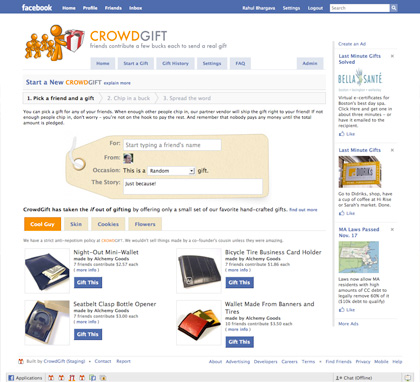 facebook Home Profile Friends Inbox Rahul Bhargava Settings Logout Search
CROWDGIFT
friends contribute a few bucks each to send a real gift
Home Start a Gift Gift History Settings FAQ Admin
Start a New CROWDGIFT explain more
1. Pick a friend and a gift 2. Chip in a buck 3. Spread the word
You can pick a gift for any of your friends. When enough other people chip in, our partner vendor will ship the gift right to your friend! If not
enough people chip in, don't worry - you're not on the hook to pay the rest. And remember that nobody pays any money until the total
amount is pledged.
For: Start typing a friend's name
From:
Occasion: This is a Random gift.
The Story: Just because!
CrowdGift has taken the if out of gifting by offering only a small set of our favorite hand-crafted gifts. find out more
Cool Guy Skin Cookies Flowers
We have a strict anti-nepotism policy at CROWDGIFT. We wouldn't sell things made by a co-founder's cousin unless they were amazing.
Night-Out Mini-Wallet
made by Alchemy Goods
7 friends contribute $2.57 each
( more info )
Gift This
Bicycle Tire Business Card Holder
made by Alchemy Goods
7 friends contribute $1.86 each
( more info )
Gift This
Seatbelt Clasp Bottle Opener
made by Alchemy Goods
7 friends contribute $3.00 each
( more info )
Gift This
Wallet Made From Banners and
Tires
made by Alchemy Goods
10 friends contribute $3.00 each
( more info )
Gift This
Create an Ad
Last Minute Gifts
Solved!
BELLA SANTÉ
Virtual e-certificates for
Boston's best day spa.
Click Here and get one in
about three minutes - or
have it emailed to the
recipient.
Like
Last Minute Gifts
Solved!
Go to Didriks, shop, have a
cup of coffee at Hi Rise
or Sarah's Market. Done.
Like
MA Laws Passed
Nov. 17
Laws now allow MA
residents with high
amounts of CC debt to
legally remove 60% of it
($10k debt to qualify)
Like
More Ads
Built by CrowdGift (Staging) Contact Report About Advertising Developers Careers Terms Find Friends Privacy Mobile Help
Applications Chat (Offline)